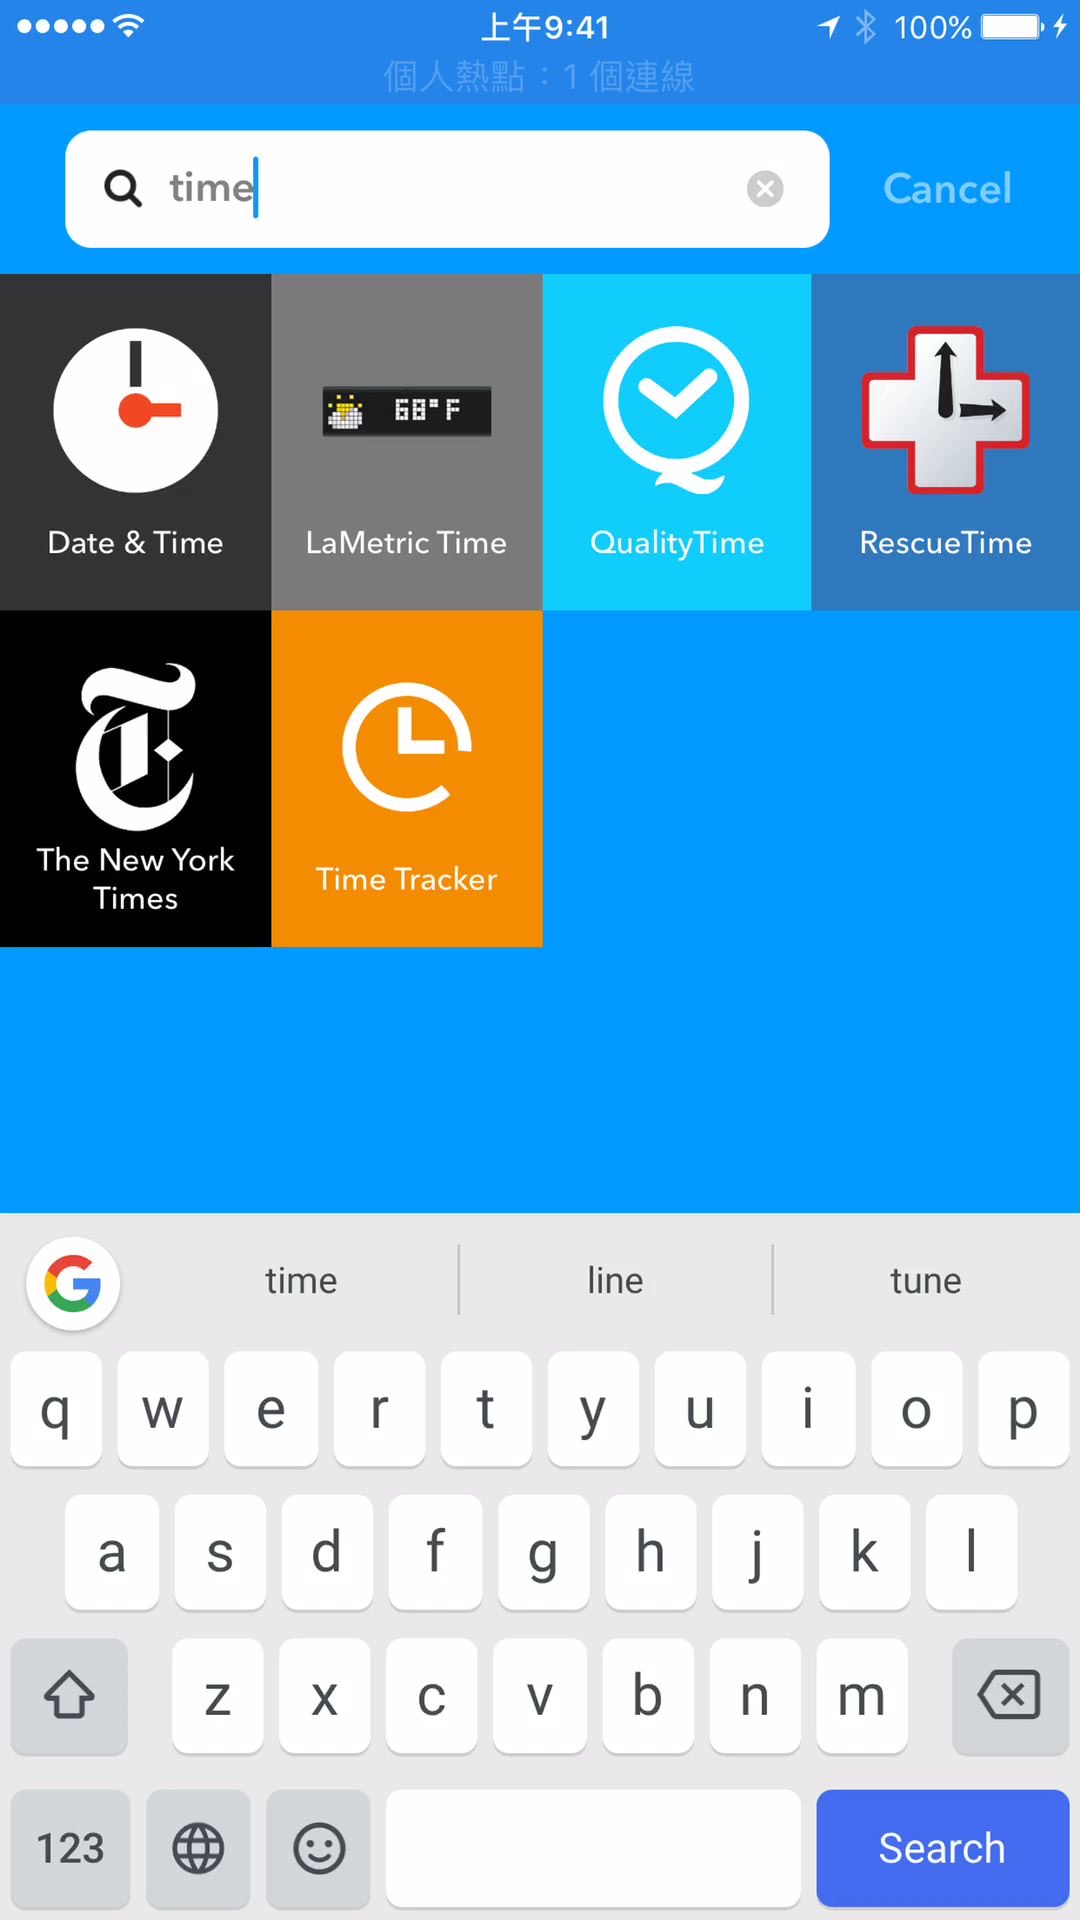 上午9:41
100%
個人熱點：1 個連線
time
Cancel
68°F
Date & Time
LaMetric Time
QualityTime
RescueTime
The New York
Times
Time Tracker
time
line
tune
q w e r t y u i o p
a s d f g h j k l
z x c v b n m
123
Search